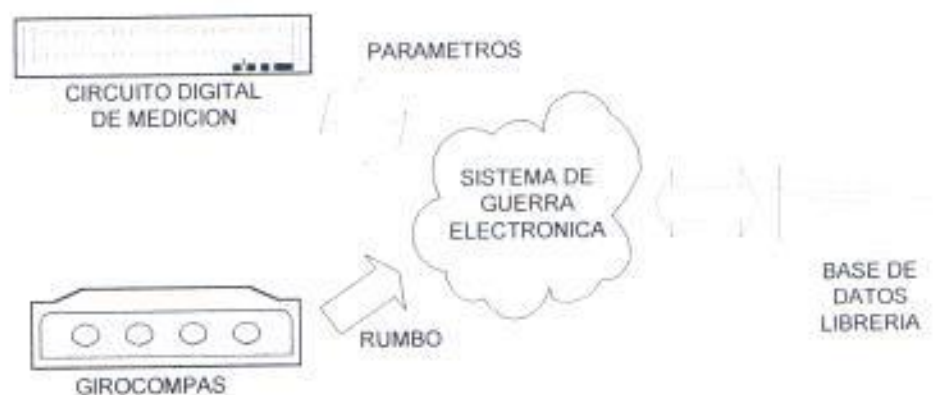 PARAMETROS
CIRCUITO DIGITAL
DE MEDICION
SISTEMA DE
GUERRA
ELECTRONICA
BASE DE
DATOS
LIBRERIA
RUMBO
GIROCOMPAS